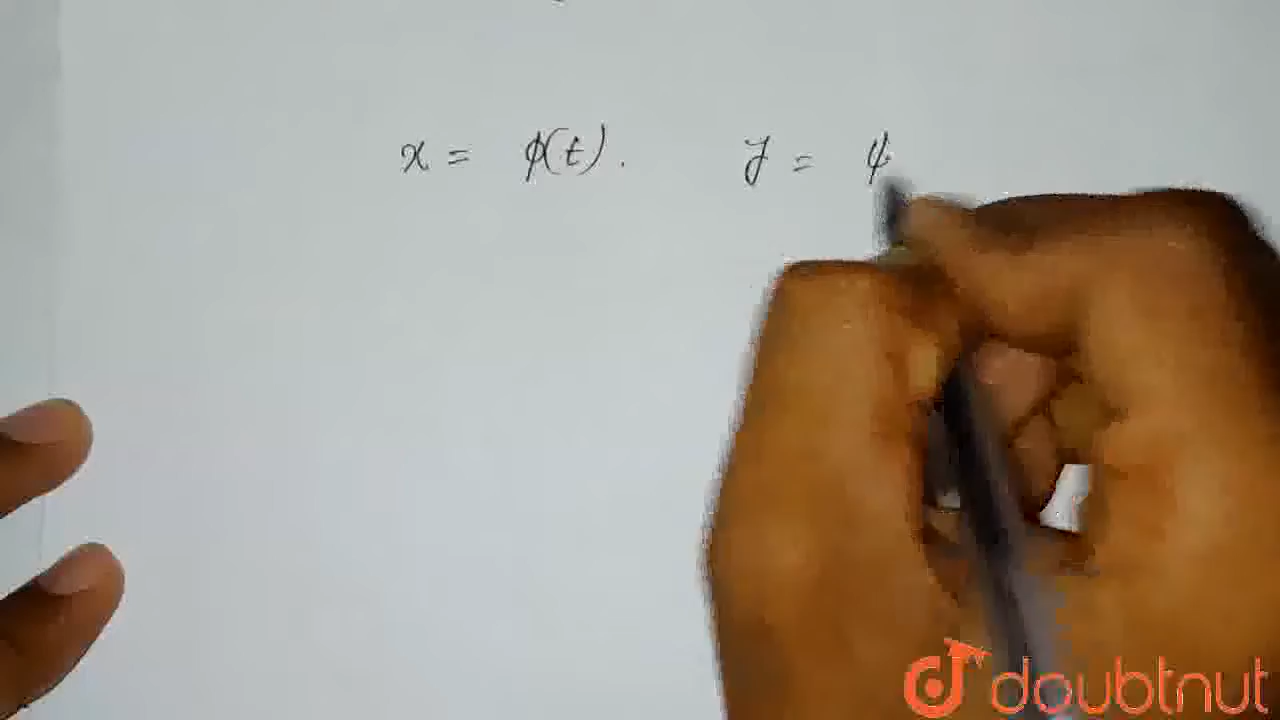 x = ϕ(t). y = ψ
doubtnut